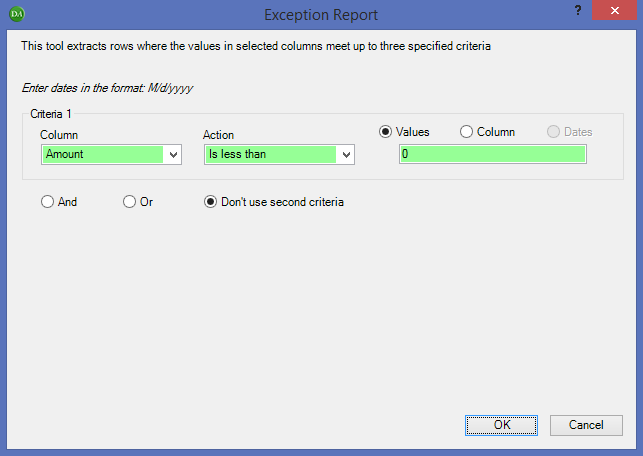 DA
Exception Report
?
This tool extracts rows where the values in selected columns meet up to three specified criteria
Enter dates in the format: M/d/yyyy
Criteria 1
Column Action Values Column Dates
Amount Is less than 0
And Or Don't use second criteria
OK Cancel